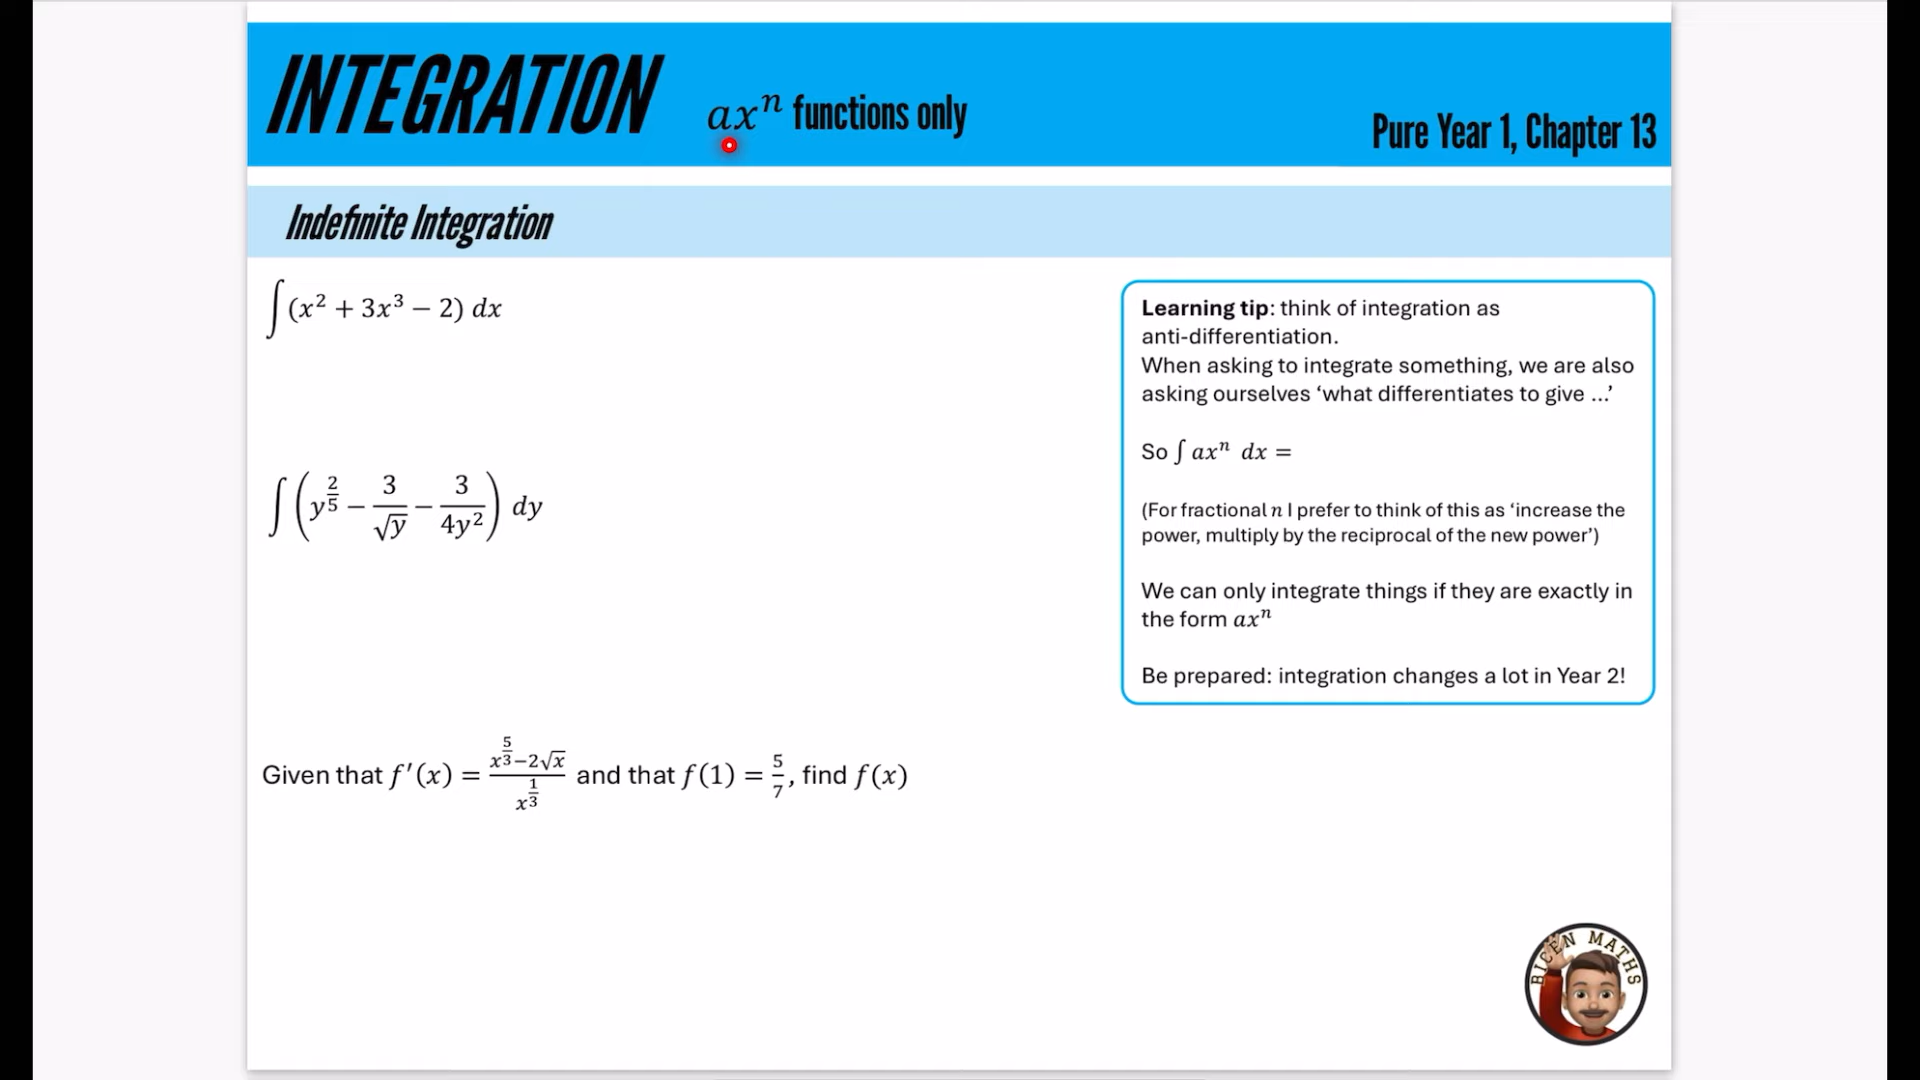 INTEGRATION axⁿ functions only
Pure Year 1, Chapter 13
Indefinite Integration
∫(x² + 3x³ − 2) dx
∫(y^(2/5) − 3/√y − 3/(4y²)) dy
Given that f′(x) = (x^(5/3)−2√x)/(x^(1/3)) and that f(1) = 5/7, find f(x)
Learning tip: think of integration as
anti-differentiation.
When asking to integrate something, we are also
asking ourselves ‘what differentiates to give ...’
So ∫ axⁿ dx =
(For fractional n I prefer to think of this as ‘increase the
power, multiply by the reciprocal of the new power’)
We can only integrate things if they are exactly in
the form axⁿ
Be prepared: integration changes a lot in Year 2!
BICEN MATHS